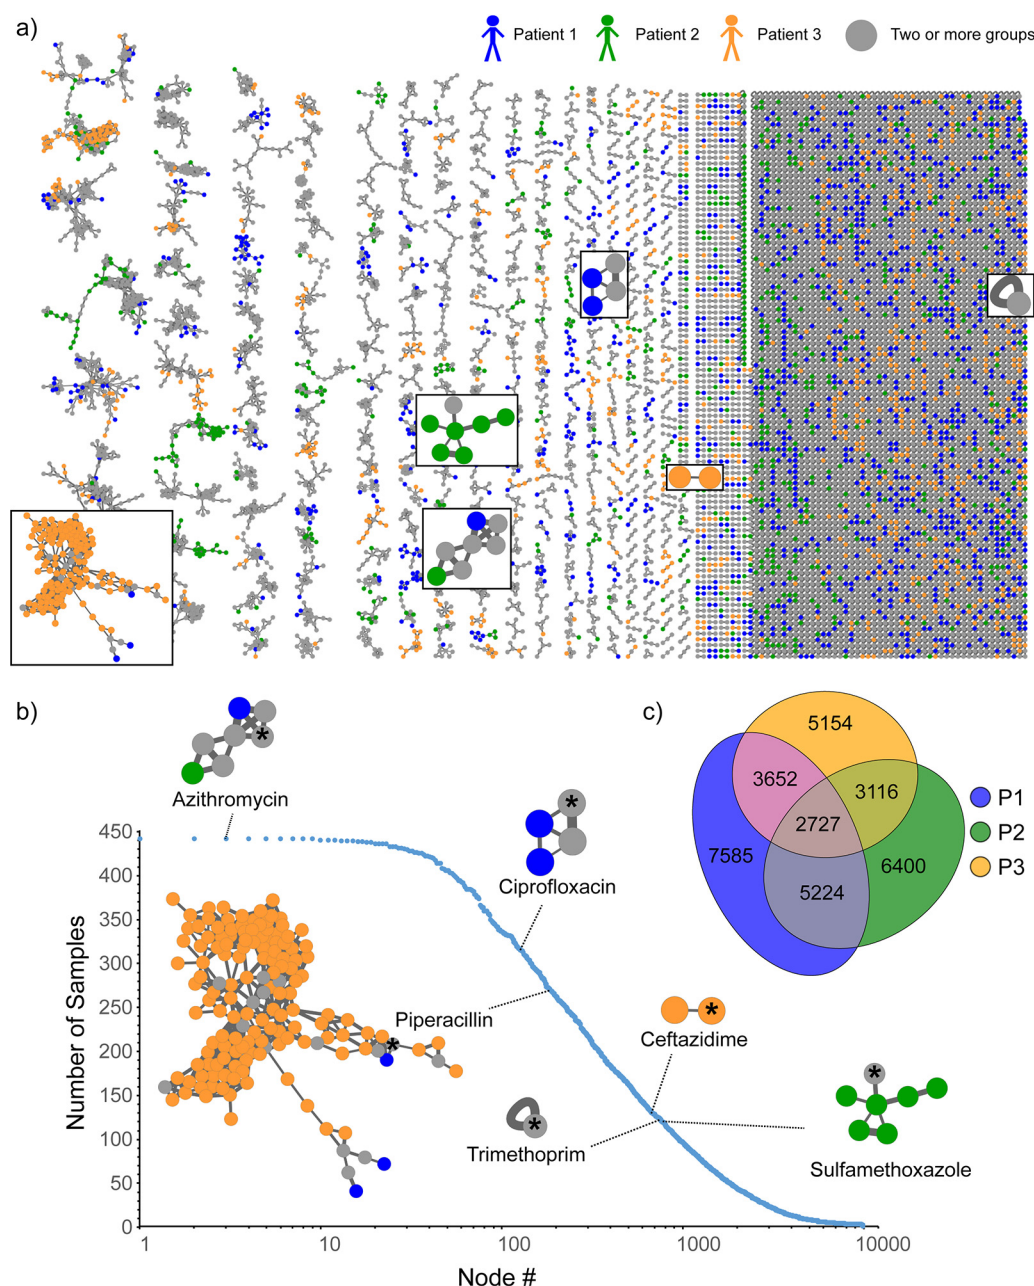 a)
Patient 1
Patient 2
Patient 3
Two or more groups
b)
c)
Azithromycin
*
Ciprofloxacin
*
Piperacillin
*
Ceftazidime
*
Trimethoprim
*
Sulfamethoxazole
*
Number of Samples
450
400
350
300
250
200
150
100
50
0
1
10
100
1000
10000
Node #
5154
3652
3116
2727
7585
6400
5224
P1
P2
P3